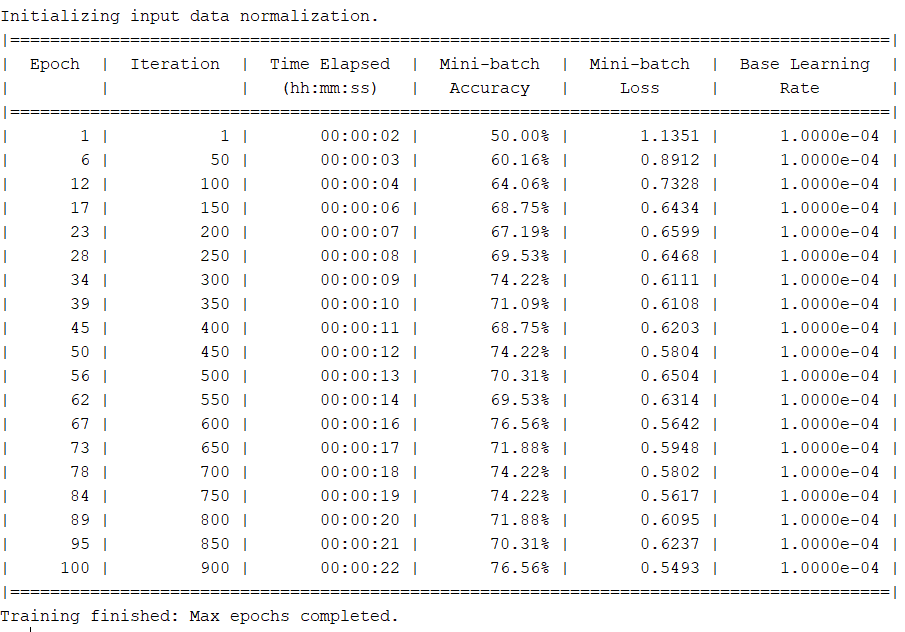 Initializing input data normalization.
|========================================================================================|
|  Epoch  |  Iteration  |  Time Elapsed  |  Mini-batch  |  Mini-batch  |  Base Learning  |
|         |             |   (hh:mm:ss)   |   Accuracy   |     Loss     |      Rate       |
|========================================================================================|
|       1 |           1 |       00:00:02 |       50.00% |       1.1351 |      1.0000e-04 |
|       6 |          50 |       00:00:03 |       60.16% |       0.8912 |      1.0000e-04 |
|      12 |         100 |       00:00:04 |       64.06% |       0.7328 |      1.0000e-04 |
|      17 |         150 |       00:00:06 |       68.75% |       0.6434 |      1.0000e-04 |
|      23 |         200 |       00:00:07 |       67.19% |       0.6599 |      1.0000e-04 |
|      28 |         250 |       00:00:08 |       69.53% |       0.6468 |      1.0000e-04 |
|      34 |         300 |       00:00:09 |       74.22% |       0.6111 |      1.0000e-04 |
|      39 |         350 |       00:00:10 |       71.09% |       0.6108 |      1.0000e-04 |
|      45 |         400 |       00:00:11 |       68.75% |       0.6203 |      1.0000e-04 |
|      50 |         450 |       00:00:12 |       74.22% |       0.5804 |      1.0000e-04 |
|      56 |         500 |       00:00:13 |       70.31% |       0.6504 |      1.0000e-04 |
|      62 |         550 |       00:00:14 |       69.53% |       0.6314 |      1.0000e-04 |
|      67 |         600 |       00:00:16 |       76.56% |       0.5642 |      1.0000e-04 |
|      73 |         650 |       00:00:17 |       71.88% |       0.5948 |      1.0000e-04 |
|      78 |         700 |       00:00:18 |       74.22% |       0.5802 |      1.0000e-04 |
|      84 |         750 |       00:00:19 |       74.22% |       0.5617 |      1.0000e-04 |
|      89 |         800 |       00:00:20 |       71.88% |       0.6095 |      1.0000e-04 |
|      95 |         850 |       00:00:21 |       70.31% |       0.6237 |      1.0000e-04 |
|     100 |         900 |       00:00:22 |       76.56% |       0.5493 |      1.0000e-04 |
|========================================================================================|
Training finished: Max epochs completed.